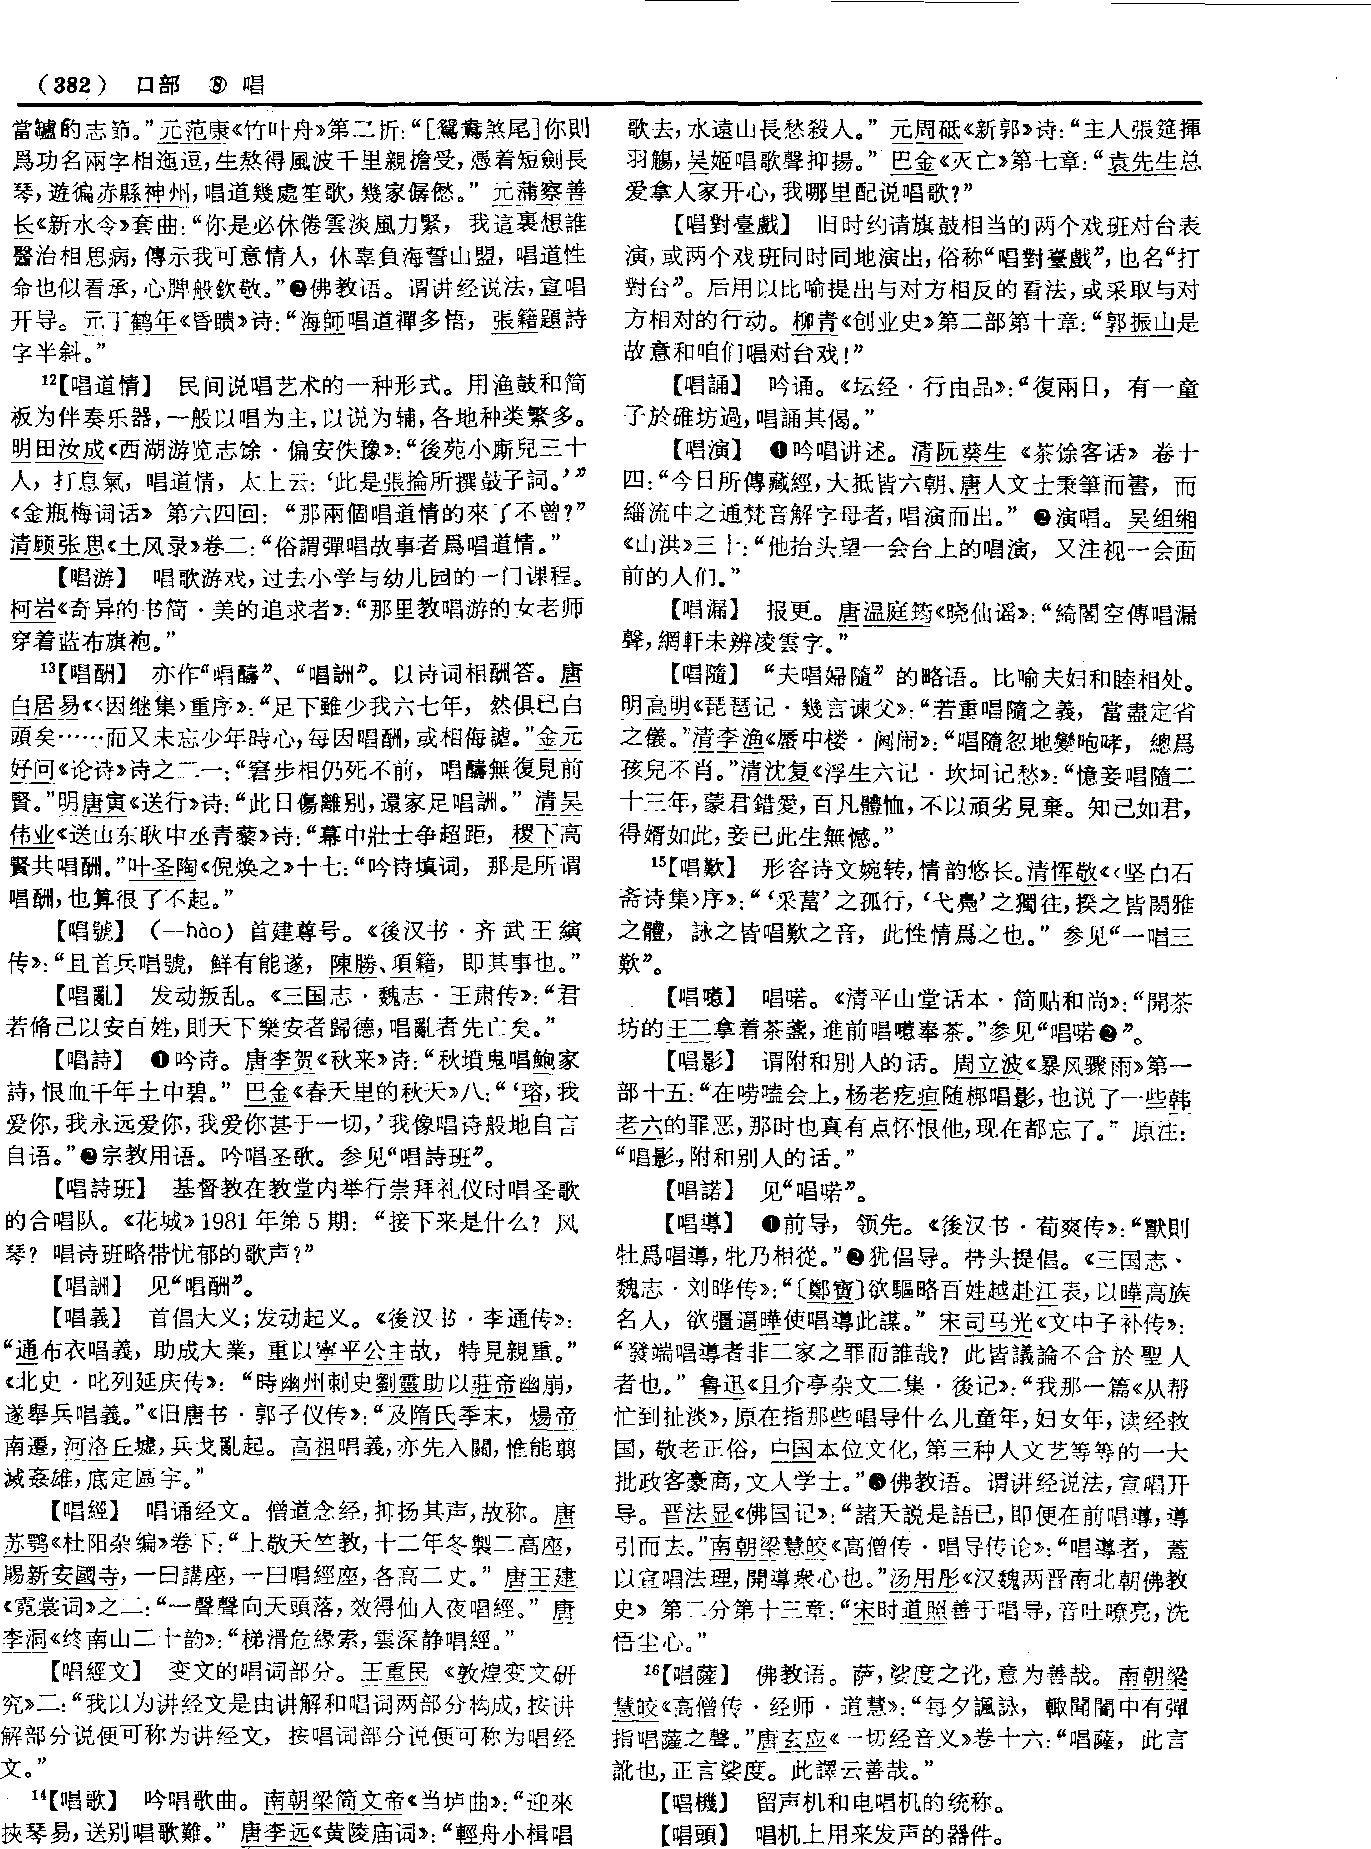 （382） 口部 ⑧ 唱
當罏的志節。”元范康《竹叶舟》第二折：“［鴛鴦煞尾］你則
爲功名兩字相迤逗，生熬得風波千里親擔受，憑着短劍長
琴，遊徧赤縣神州，唱道幾處笙歌，幾家僝僽。” 元蒲察善
长《新水令》套曲：“你是必休倦雲淡風力緊， 我這裏想誰
醫治相思病，傳示我可意情人，休辜負海誓山盟，唱道性
命也似看承，心脾般欽敬。”❷佛教语。谓讲经说法，宣唱
开导。元丁鹤年《昏聩》诗：“海師唱道禪多悟， 張籍題詩
字半斜。”
12【唱道情】 民间说唱艺术的一种形式。用渔鼓和简
板为伴奏乐器，一般以唱为主，以说为辅，各地种类繁多。
明田汝成《西湖游览志馀·偏安佚豫》：“後苑小廝兒三十
人，打息氣，唱道情，太上云：‘此是張掄所撰鼓子詞。’”
《金瓶梅词话》第六四回：“那兩個唱道情的來了不曾？”
清顾张思《土风录》卷二：“俗謂彈唱故事者爲唱道情。”
【唱游】 唱歌游戏，过去小学与幼儿园的一门课程。
柯岩《奇异的书简·美的追求者》：“那里教唱游的女老师
穿着蓝布旗袍。”
13【唱酬】 亦作“唱醻”、“唱詶”。以诗词相酬答。唐
白居易《〈因继集〉重序》：“足下雖少我六七年， 然俱已白
頭矣……而又未忘少年時心，每因唱酬，或相侮謔。”金元
好问《论诗》诗之二一：“窘步相仍死不前， 唱醻無復見前
賢。”明唐寅《送行》诗：“此日傷離别，還家足唱詶。” 清吴
伟业《送山东耿中丞青藜》诗：“幕中壯士争超距， 稷下高
賢共唱酬。”叶圣陶《倪焕之》十七：“吟诗填词， 那是所谓
唱酬，也算很了不起。”
【唱號】 （—hào） 首建尊号。《後汉书·齐武王縯
传》：“且首兵唱號， 鮮有能遂， 陳勝、項籍， 即其事也。”
【唱亂】 发动叛乱。《三国志·魏志·王肃传》：“君
若脩己以安百姓，則天下樂安者歸德，唱亂者先亡矣。”
【唱詩】 ❶吟诗。唐李贺《秋来》诗：“秋墳鬼唱鮑家
詩，恨血千年土中碧。” 巴金《春天里的秋天》八：“‘瑢，我
爱你，我永远爱你，我爱你甚于一切，’我像唱诗般地自言
自语。”❷宗教用语。吟唱圣歌。参见“唱詩班”。
【唱詩班】 基督教在教堂内举行崇拜礼仪时唱圣歌
的合唱队。《花城》1981年第5期：“接下来是什么？风
琴？唱诗班略带忧郁的歌声？”
【唱詶】 见“唱酬”。
【唱義】 首倡大义；发动起义。《後汉书·李通传》：
“通布衣唱義， 助成大業， 重以寧平公主故， 特見親重。”
《北史·叱列延庆传》：“時幽州刺史劉靈助以莊帝幽崩，
遂舉兵唱義。”《旧唐书·郭子仪传》：“及隋氏季末， 煬帝
南遷，河洛丘墟，兵戈亂起。高祖唱義，亦先入關，惟能翦
滅姦雄，底定區宇。”
【唱經】 唱诵经文。僧道念经，抑扬其声，故称。唐
苏鹗《杜阳杂编》卷下：“上敬天竺教，十二年冬製二高座，
賜新安國寺，一曰講座，一曰唱經座，各高二丈。” 唐王建
《霓裳词》之二：“一聲聲向天頭落，效得仙人夜唱經。” 唐
李洞《终南山二十韵》：“梯滑危緣索，雲深静唱經。”
【唱經文】 变文的唱词部分。王重民《敦煌变文研
究》二：“我以为讲经文是由讲解和唱词两部分构成，按讲
解部分说便可称为讲经文， 按唱词部分说便可称为唱经
文。”
14【唱歌】 吟唱歌曲。南朝梁简文帝《当垆曲》：“迎來
挾琴易，送别唱歌難。” 唐李远《黄陵庙词》：“輕舟小楫唱
歌去，水遠山長愁殺人。” 元周砥《新郭》诗：“主人張筵揮
羽觴，吴姬唱歌聲抑揚。” 巴金《灭亡》第七章：“袁先生总
爱拿人家开心，我哪里配说唱歌？”
【唱對臺戲】 旧时约请旗鼓相当的两个戏班对台表
演，或两个戏班同时同地演出，俗称“唱對臺戲”，也名“打
對台”。后用以比喻提出与对方相反的看法，或采取与对
方相对的行动。柳青《创业史》第二部第十章：“郭振山是
故意和咱们唱对台戏！”
【唱誦】 吟诵。《坛经·行由品》：“復兩日， 有一童
子於碓坊過，唱誦其偈。”
【唱演】 ❶吟唱讲述。清阮葵生《茶馀客话》卷十
四：“今日所傳藏經，大抵皆六朝、唐人文士秉筆而書， 而
緇流中之通梵音解字母者，唱演而出。” ❷演唱。吴组缃
《山洪》三十：“他抬头望一会台上的唱演， 又注视一会面
前的人们。”
【唱漏】 报更。唐温庭筠《晓仙谣》：“綺閣空傳唱漏
聲，網軒未辨凌雲字。”
【唱隨】 “夫唱婦隨”的略语。比喻夫妇和睦相处。
明高明《琵琶记·幾言谏父》：“若重唱隨之義， 當盡定省
之儀。”清李渔《蜃中楼·阃闹》：“唱隨忽地變咆哮， 總爲
孩兒不肖。”清沈复《浮生六记·坎坷记愁》：“憶妾唱隨二
十三年，蒙君錯愛，百凡體恤，不以頑劣見棄。知己如君，
得婿如此，妾已此生無憾。”
15【唱歎】 形容诗文婉转，情韵悠长。清恽敬《〈坚白石
斋诗集〉序》：“‘采葍’之孤行，‘弋鳧’之獨往，揆之皆閎雅
之體， 詠之皆唱歎之音， 此性情爲之也。” 参见“一唱三
歎”。
【唱噁】 唱喏。《清平山堂话本·简贴和尚》：“開茶
坊的王二拿着茶盞，進前唱噁奉茶。”参见“唱喏❷”。
【唱影】 谓附和别人的话。周立波《暴风骤雨》第一
部十五：“在唠嗑会上，杨老疙疸随梆唱影，也说了一些韩
老六的罪恶，那时也真有点怀恨他，现在都忘了。” 原注：
“唱影，附和别人的话。”
【唱諾】 见“唱喏”。
【唱導】 ❶前导， 领先。《後汉书·荀爽传》：“獸則
牡爲唱導，牝乃相從。”❷犹倡导。带头提倡。《三国志·
魏志·刘晔传》：“〔鄭寶〕欲驅略百姓越赴江表，以曄高族
名人， 欲彊逼曄使唱導此謀。” 宋司马光《文中子补传》：
“發端唱導者非二家之罪而誰哉？此皆議論不合於聖人
者也。” 鲁迅《且介亭杂文二集·後记》：“我那一篇《从帮
忙到扯淡》，原在指那些唱导什么儿童年，妇女年，读经救
国，敬老正俗，中国本位文化，第三种人文艺等等的一大
批政客豪商，文人学士。”❸佛教语。谓讲经说法，宣唱开
导。晋法显《佛国记》：“諸天説是語已，即便在前唱導，導
引而去。”南朝梁慧皎《高僧传·唱导传论》：“唱導者， 蓋
以宣唱法理，開導衆心也。”汤用彤《汉魏两晋南北朝佛教
史》第二分第十三章：“宋时道照善于唱导，音吐嘹亮，洗
悟尘心。”
16【唱薩】 佛教语。萨，娑度之讹，意为善哉。南朝梁
慧皎《高僧传·经师·道慧》：“每夕諷詠， 輒聞闇中有彈
指唱薩之聲。”唐玄应《一切经音义》卷十六：“唱薩， 此言
訛也，正言娑度。此譯云善哉。”
【唱機】 留声机和电唱机的统称。
【唱頭】 唱机上用来发声的器件。